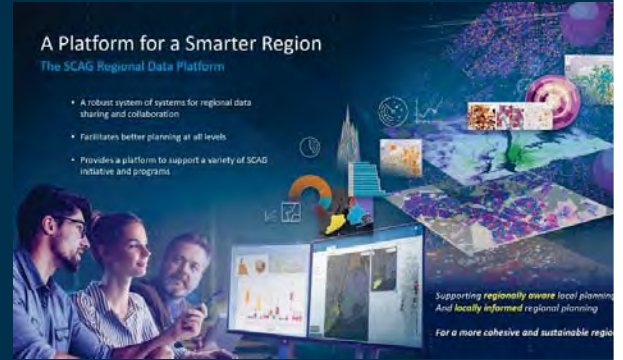 A Platform for a Smarter Region
The SCAG Regional Data Platform
• A robust system of systems for regional data
sharing and collaboration
• Facilitates better planning at all levels
• Provides a platform to support a variety of SCAG
initiative and programs
Supporting regionally aware local planning
And locally informed regional planning
For a more cohesive and sustainable regio